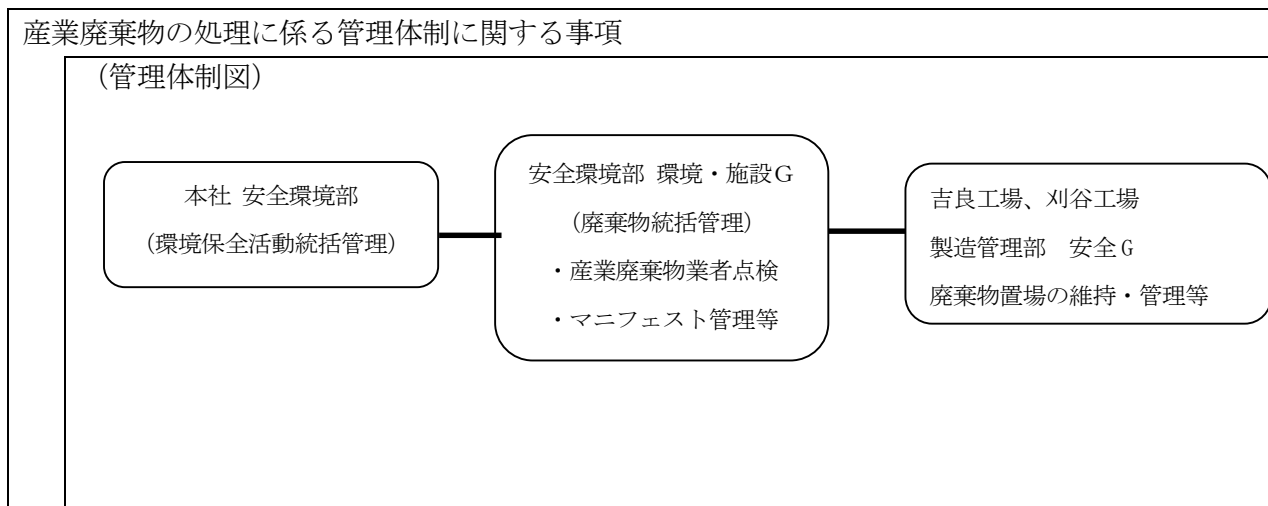 産業廃棄物の処理に係る管理体制に関する事項
（管理体制図）
本社 安全環境部
（環境保全活動統括管理）
安全環境部 環境・施設Ｇ
（廃棄物統括管理）
・産業廃棄物業者点検
・マニフェスト管理等
吉良工場、刈谷工場
製造管理部　安全Ｇ
廃棄物置場の維持・管理等